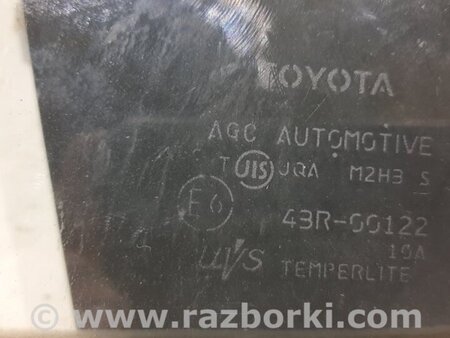 TOYOTA
AGC AUTOMOTIVE
T JIS JQA M2H3 S
E6 43R-00122
10A
UVS TEMPERLITE
© - www.razborki.com